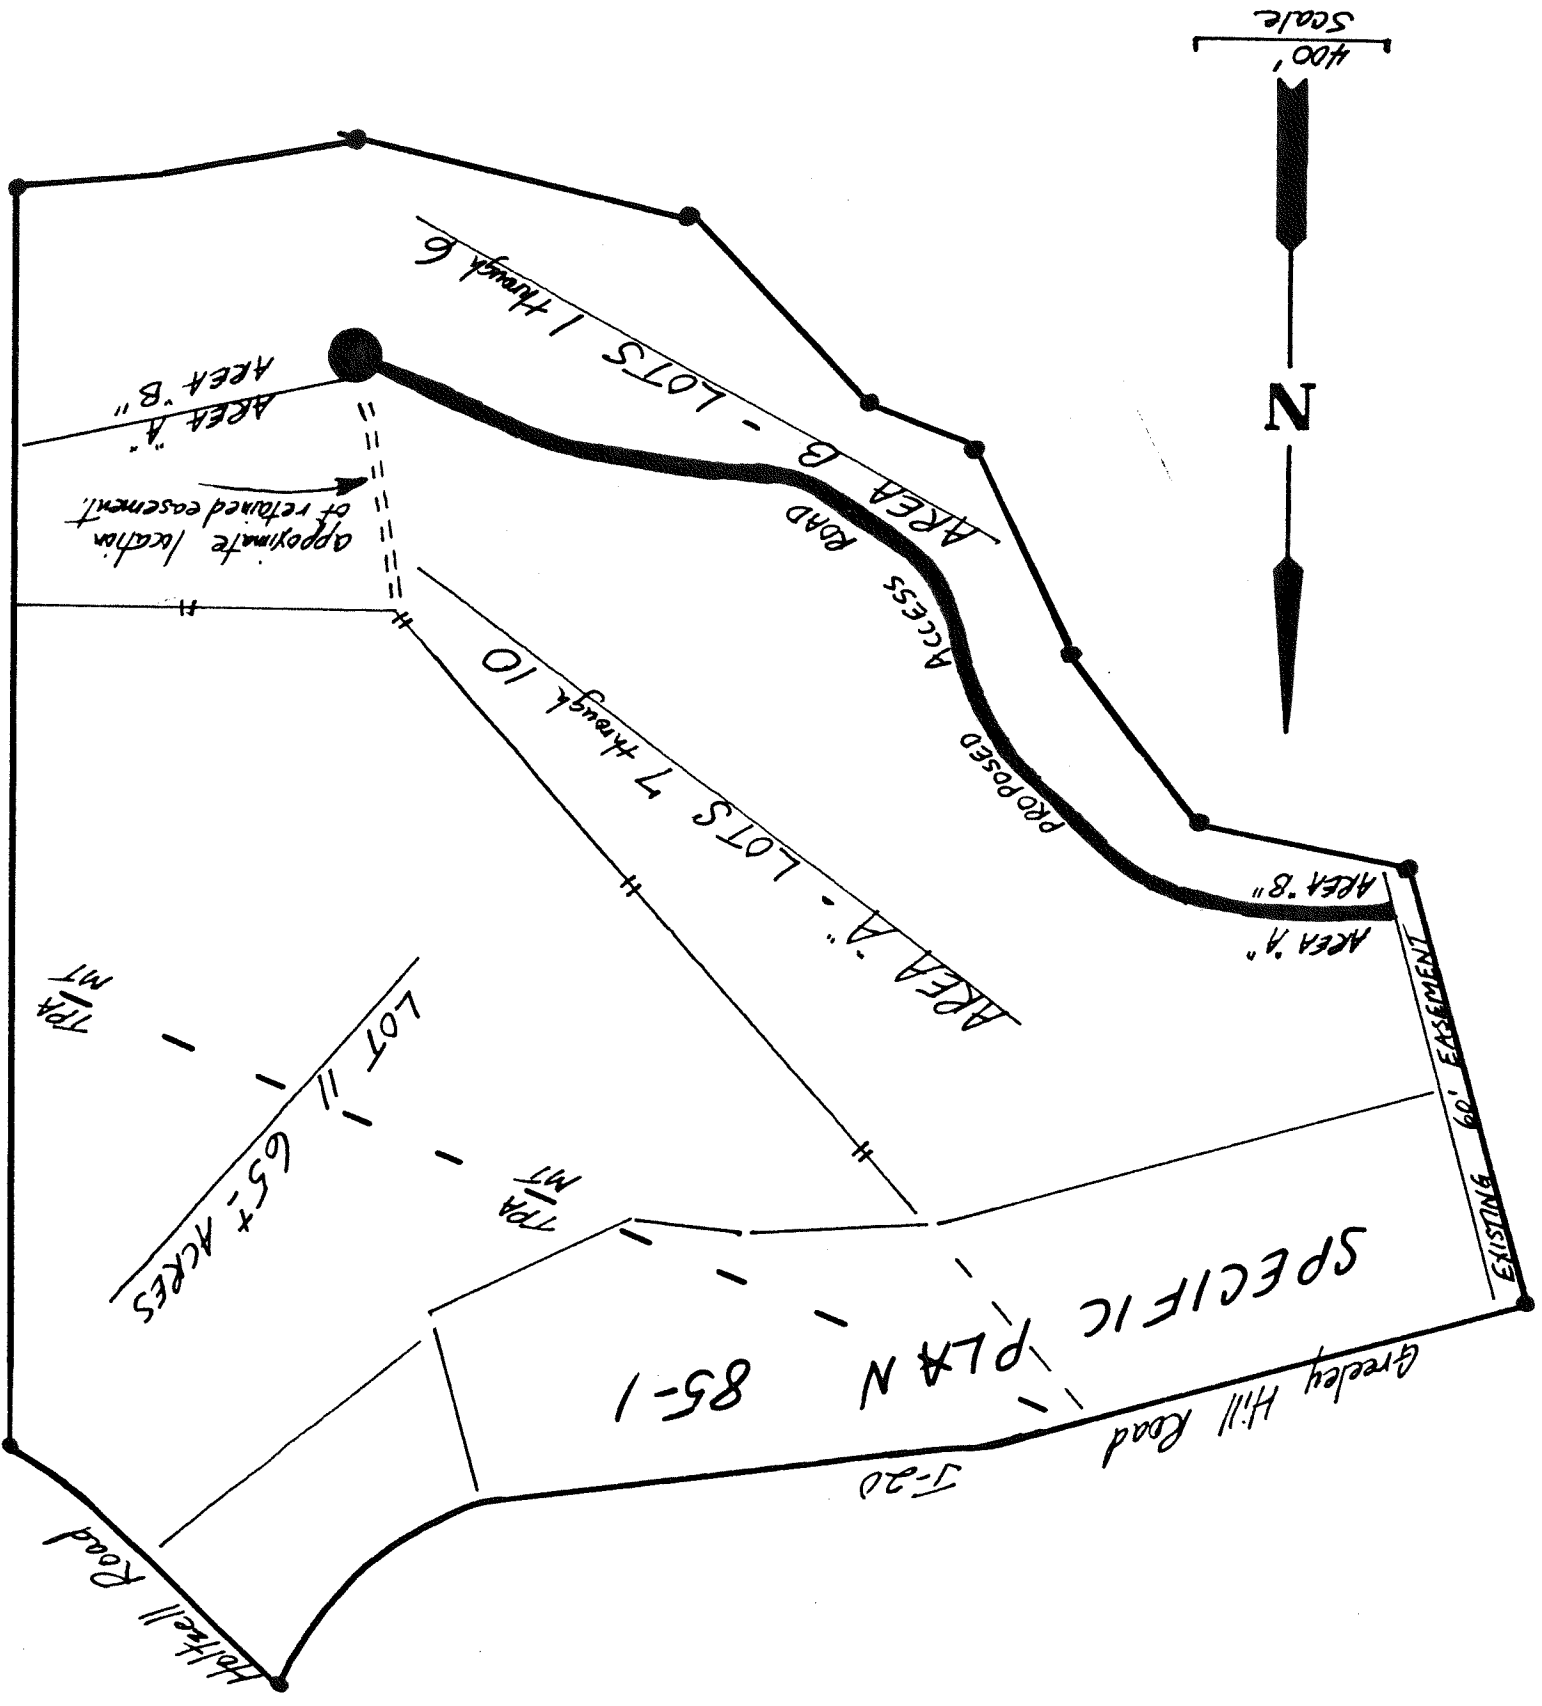 Holtzell Road
J-20
Greeley Hill Road
SPECIFIC PLAN 85-1
EXISTING 60' EASEMENT
LOT 11
65 ± ACRES
TPA
MT
TPA
MT
AREA "A" - LOTS 7 through 10
AREA "A"
AREA "B"
PROPOSED ACCESS ROAD
appoximate location
of retained easement.
AREA "A"
AREA "B"
AREA B - LOTS 1 through 6
N
400'
Scale